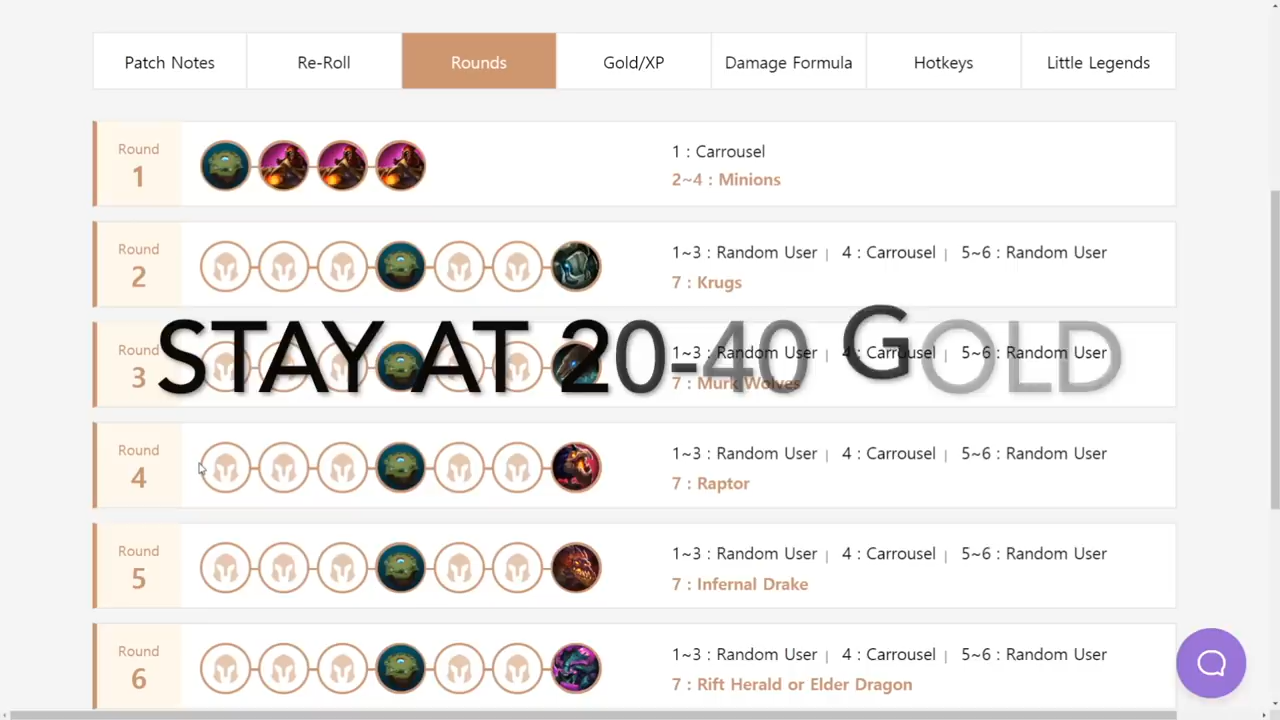 Patch Notes Re-Roll Rounds Gold/XP Damage Formula Hotkeys Little Legends
Round
1
1 : Carrousel
2~4 : Minions
Round
2
1~3 : Random User | 4 : Carrousel | 5~6 : Random User
7 : Krugs
STAY AT 20-40 GOLD
Round
3
1~3 : Random User | 4 : Carrousel | 5~6 : Random User
7 : Murk Wolves
Round
4
1~3 : Random User | 4 : Carrousel | 5~6 : Random User
7 : Raptor
Round
5
1~3 : Random User | 4 : Carrousel | 5~6 : Random User
7 : Infernal Drake
Round
6
1~3 : Random User | 4 : Carrousel | 5~6 : Random User
7 : Rift Herald or Elder Dragon